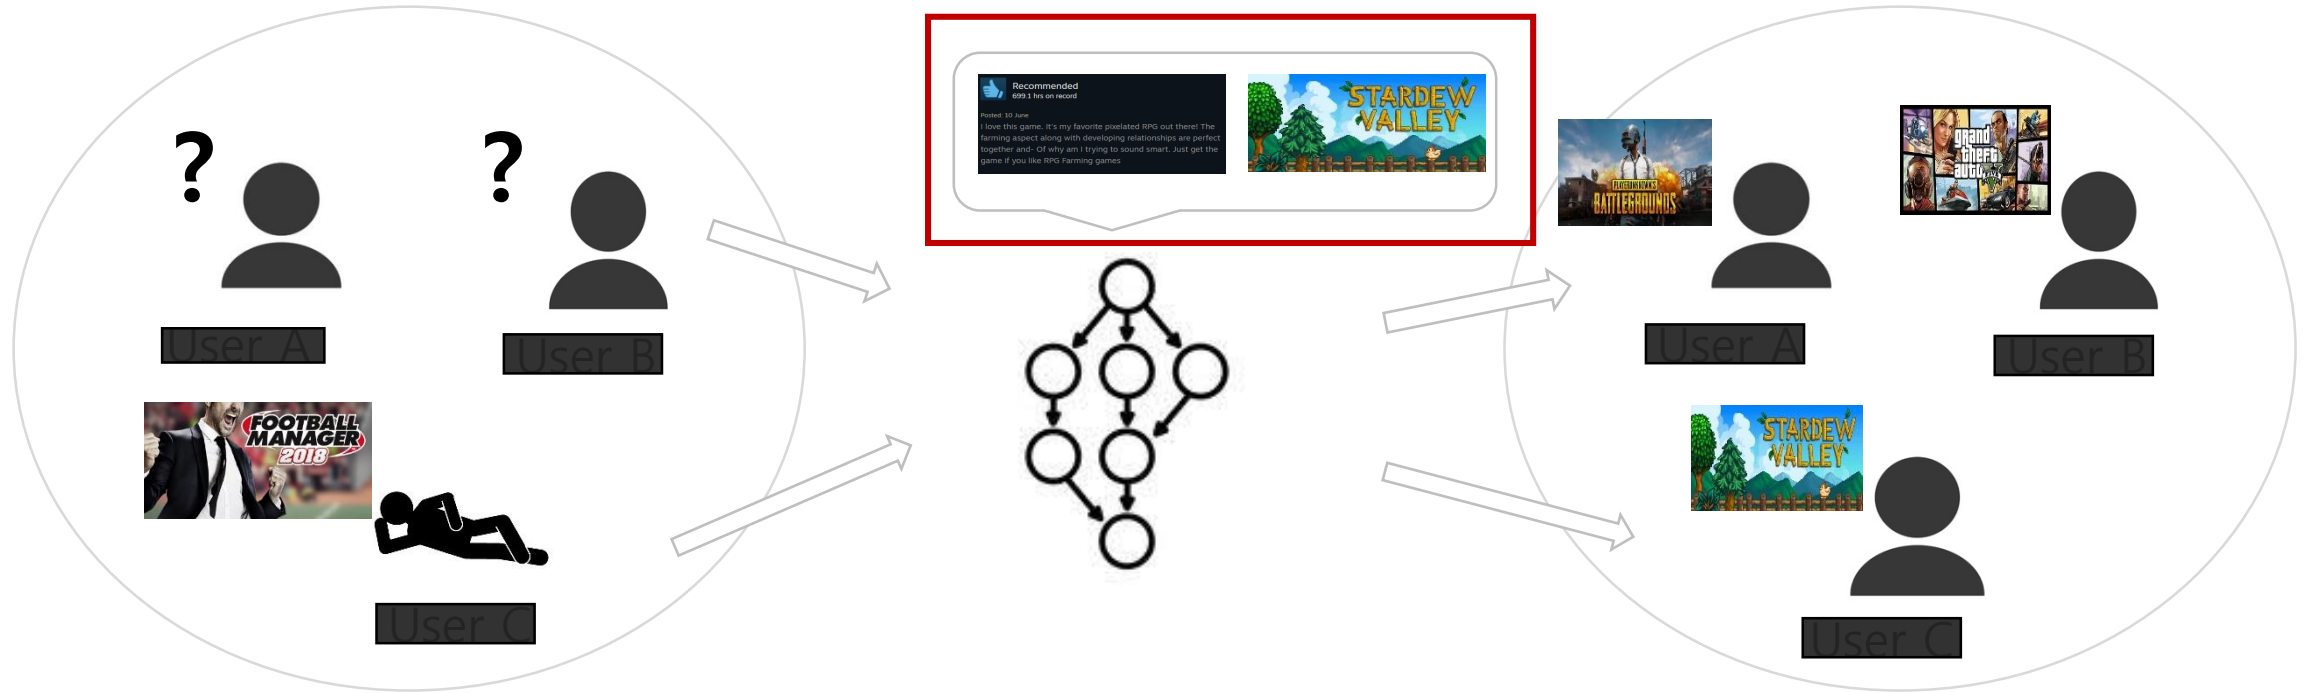 ?
?
User A
User B
FOOTBALL
MANAGER
2018
User C
Recommended
699.1 hrs on record
Posted: 10 June
I love this game. It's my favorite pixelated RPG out there! The
farming aspect along with developing relationships are perfect
together and- Of why am I trying to sound smart. Just get the
game if you like RPG Farming games
STARDEW
VALLEY
PLAYERUNKNOWN'S
BATTLEGROUNDS
grand
theft
auto
V
User A
User B
STARDEW
VALLEY
User C